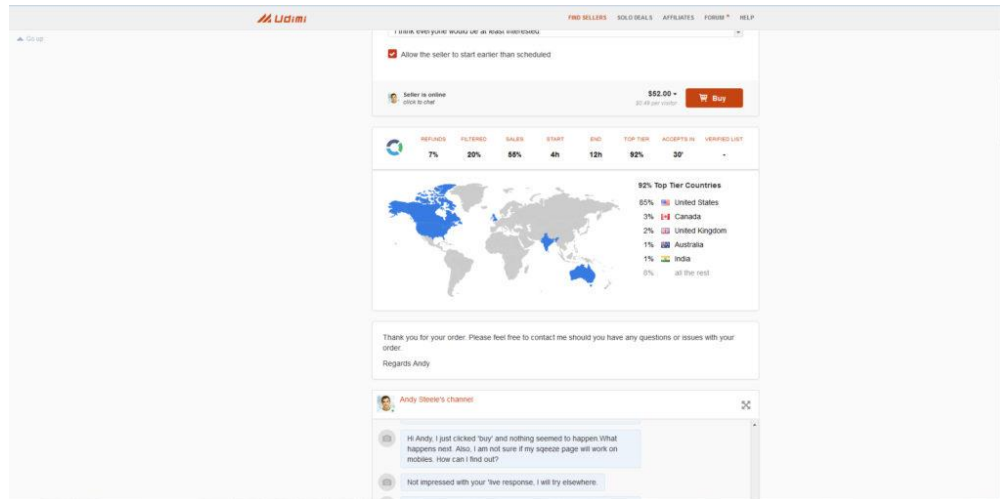 Udimi
FIND SELLERS SOLO DEALS AFFILIATES FORUM HELP
Go up
I think everyone would be at least interested
Allow the seller to start earlier than scheduled
Seller is online
click to chat
$52.00
per visitor
Buy
REFUNDS FILTERED SALES START END TOP TIER ACCEPTS IN VERIFIED LIST
7% 20% 55% 4h 12h 92% 30' -
92% Top Tier Countries
85% United States
3% Canada
2% United Kingdom
1% Australia
1% India
8% all the rest
Thank you for your order. Please feel free to contact me should you have any questions or issues with your
order.
Regards Andy
Andy Steele's channel
Hi Andy, I just clicked 'buy' and nothing seemed to happen What
happens next. Also, I am not sure if my sqeeze page will work on
mobiles. How can I find out?
Not impressed with your 'live response, I will try elsewhere.